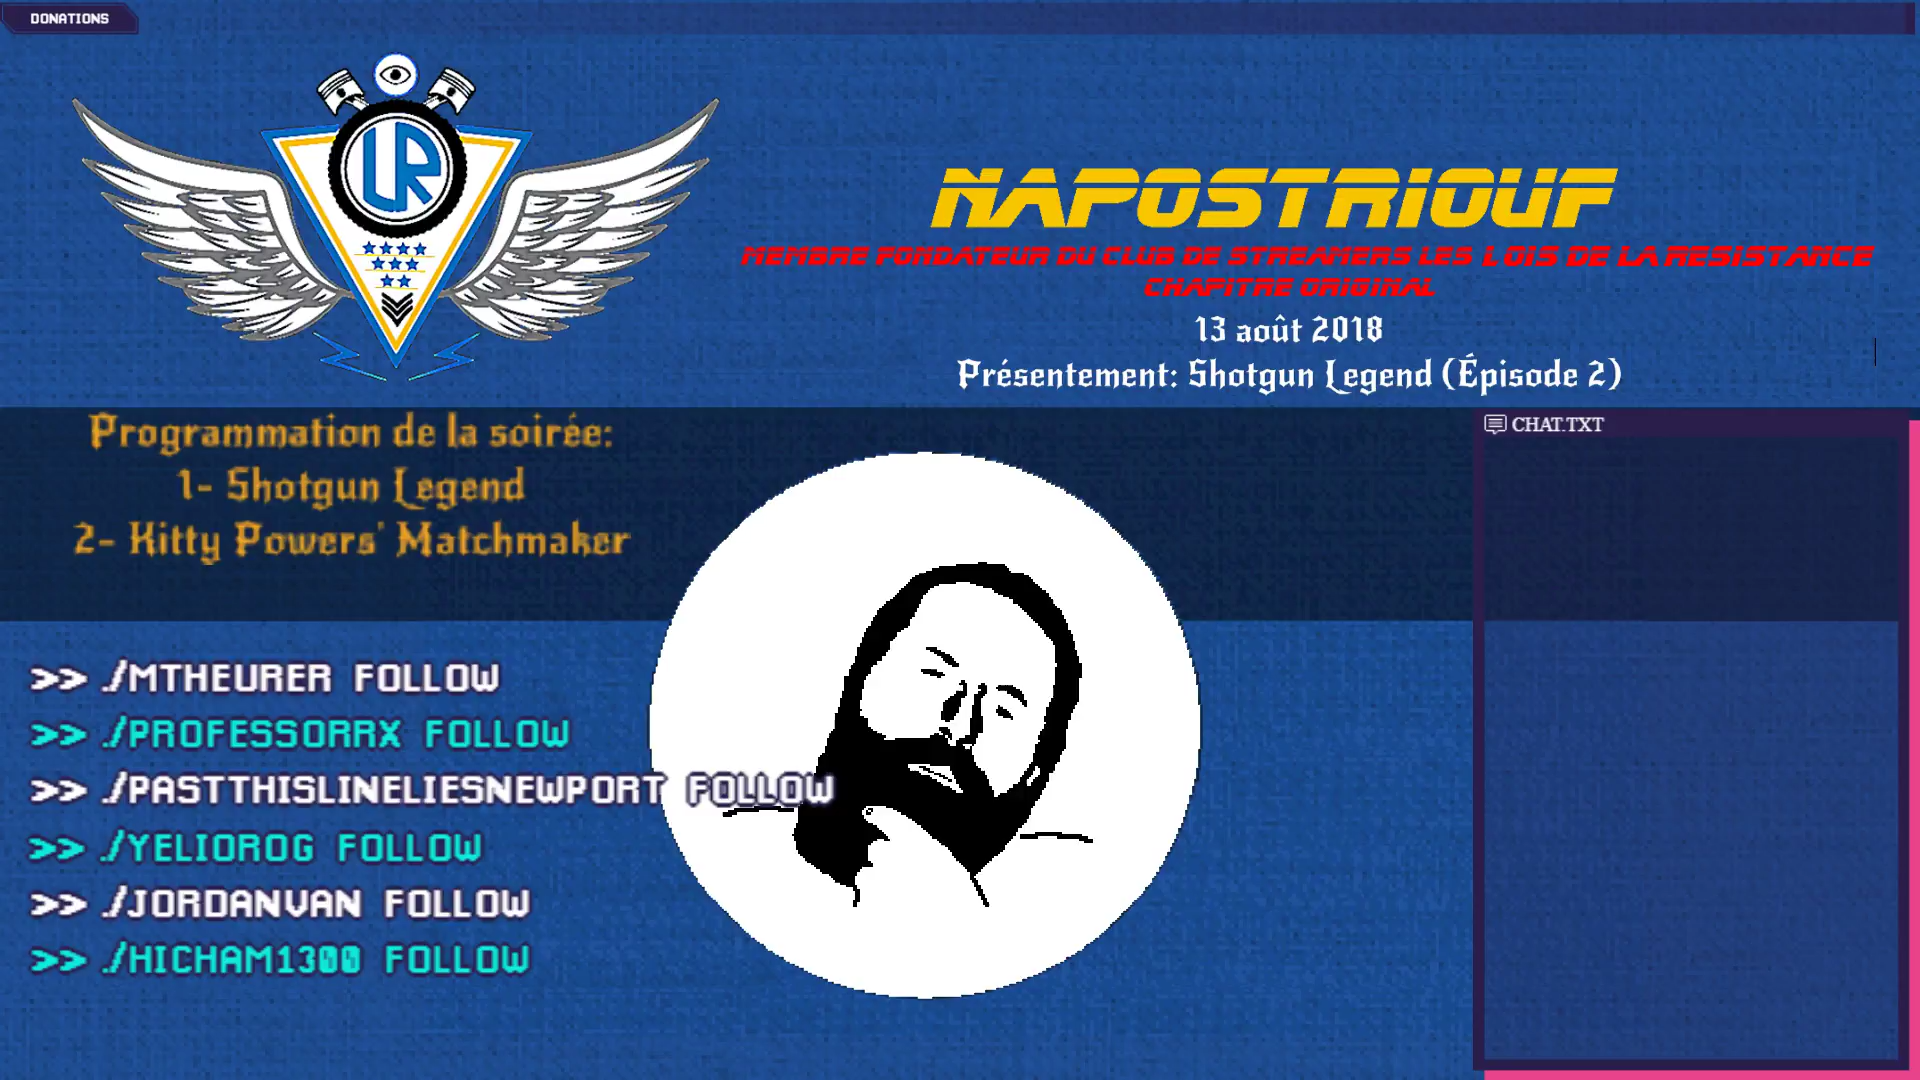 DONATIONS
LR
NAPOSTRIOUF
MEMBRE FONDATEUR DU CLUB DE STREAMERS LES LOIS DE LA RESISTANCE
CHAPITRE ORIGINAL
13 août 2018
Présentement: Shotgun Legend (Épisode 2)
Programmation de la soirée:
1- Shotgun Legend
2- Kitty Powers' Matchmaker
CHAT.TXT
>> ./MTHEURER FOLLOW
>> ./PROFESSORRX FOLLOW
>> ./PASTTHISLINELIESNEWPORT FOLLOW
>> ./YELIOROG FOLLOW
>> ./JORDANVAN FOLLOW
>> ./HICHAM1300 FOLLOW